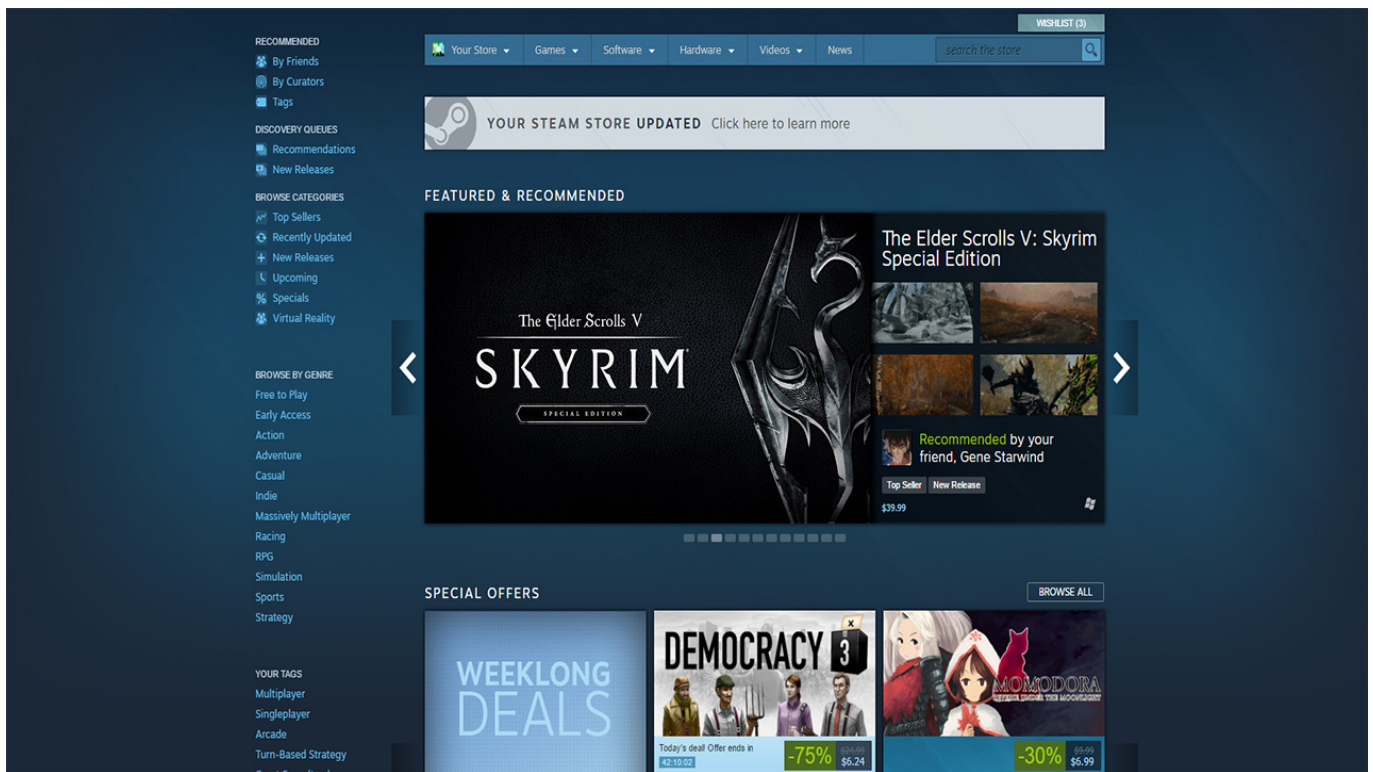 WISHLIST (3)
Your Store
Games
Software
Hardware
Videos
News
search the store
RECOMMENDED
By Friends
By Curators
Tags
DISCOVERY QUEUES
Recommendations
New Releases
BROWSE CATEGORIES
Top Sellers
Recently Updated
New Releases
Upcoming
Specials
Virtual Reality
BROWSE BY GENRE
Free to Play
Early Access
Action
Adventure
Casual
Indie
Massively Multiplayer
Racing
RPG
Simulation
Sports
Strategy
YOUR TAGS
Multiplayer
Singleplayer
Arcade
Turn-Based Strategy
YOUR STEAM STORE UPDATED Click here to learn more
FEATURED & RECOMMENDED
The Elder Scrolls V
SKYRIM
SPECIAL EDITION
The Elder Scrolls V: Skyrim
Special Edition
Recommended by your
friend, Gene Starwind
Top Seller
New Release
$39.99
SPECIAL OFFERS
BROWSE ALL
WEEKLONG
DEALS
DEMOCRACY 3
X
Today's deal! Offer ends in
42:10:02
-75%
$24.99
$6.24
MOMODORA
REVERIE UNDER THE MOONLIGHT
-30%
$9.99
$6.99